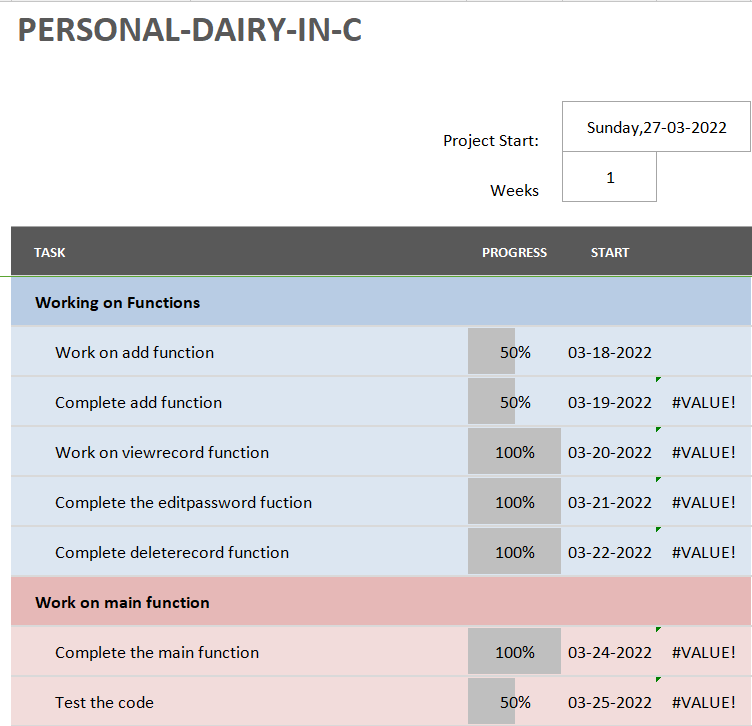 PERSONAL-DAIRY-IN-C
Project Start: Sunday,27-03-2022
Weeks 1
TASK PROGRESS START
Working on Functions
Work on add function 50% 03-18-2022
Complete add function 50% 03-19-2022 #VALUE!
Work on viewrecord function 100% 03-20-2022 #VALUE!
Complete the editpassword fuction 100% 03-21-2022 #VALUE!
Complete deleterecord function 100% 03-22-2022 #VALUE!
Work on main function
Complete the main function 100% 03-24-2022 #VALUE!
Test the code 50% 03-25-2022 #VALUE!